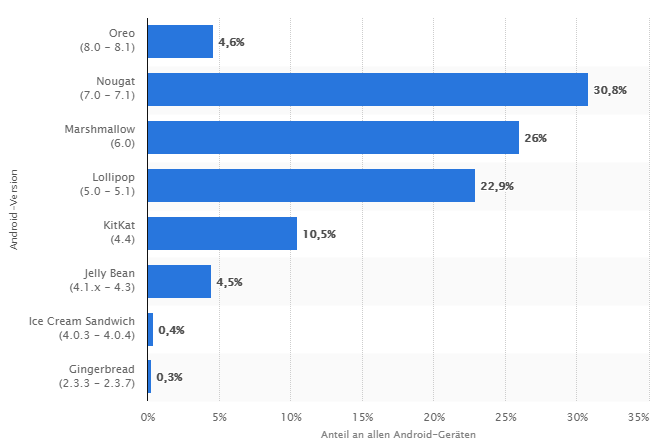 Oreo
(8.0 – 8.1)
4,6%
Nougat
(7.0 – 7.1)
30,8%
Marshmallow
(6.0)
26%
Lollipop
(5.0 – 5.1)
22,9%
KitKat
(4.4)
10,5%
Jelly Bean
(4.1.x – 4.3)
4,5%
Ice Cream Sandwich
(4.0.3 – 4.0.4)
0,4%
Gingerbread
(2.3.3 – 2.3.7)
0,3%
Android-Version
0% 5% 10% 15% 20% 25% 30% 35%
Anteil an allen Android-Geräten